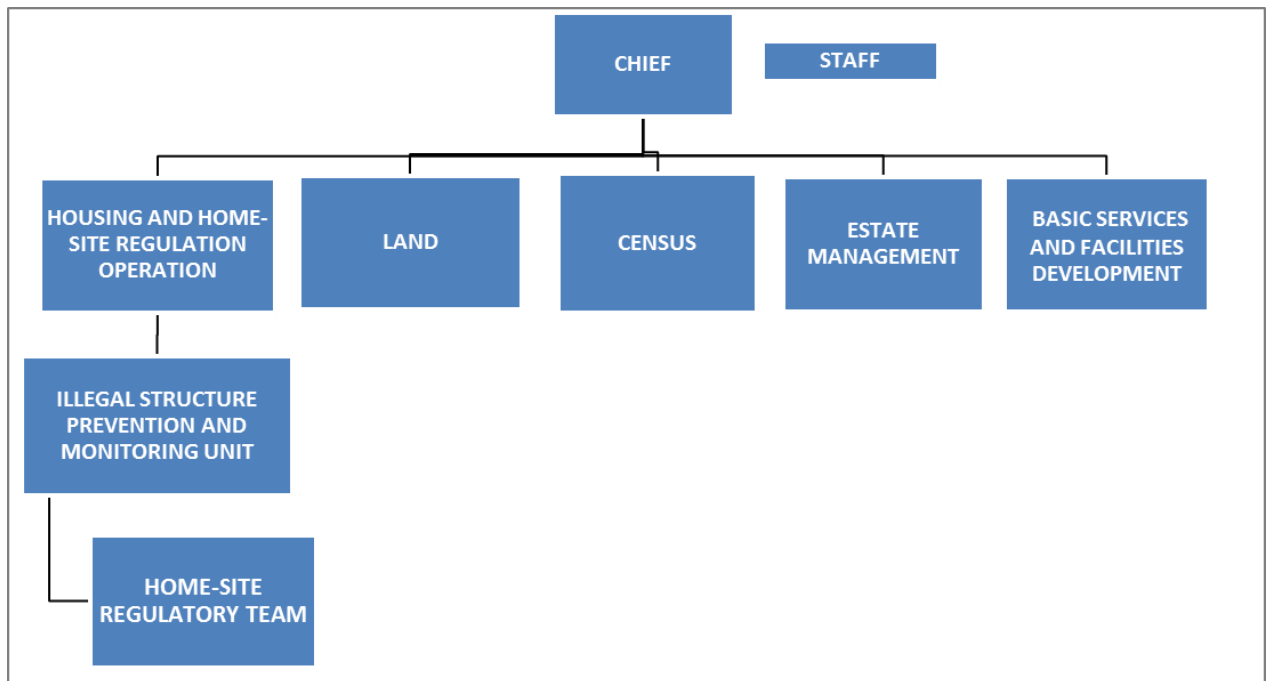 CHIEF
STAFF
HOUSING AND HOME-
SITE REGULATION
OPERATION
LAND
CENSUS
ESTATE
MANAGEMENT
BASIC SERVICES
AND FACILITIES
DEVELOPMENT
ILLEGAL STRUCTURE
PREVENTION AND
MONITORING UNIT
HOME-SITE
REGULATORY TEAM